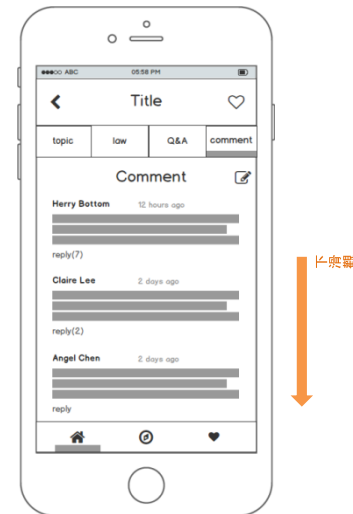 ABC
05:58 PM
Title
topic
law
Q&A
comment
Comment
Herry Bottom 12 hours ago
reply(7)
Claire Lee 2 days ago
reply(2)
Angel Chen 2 days ago
reply